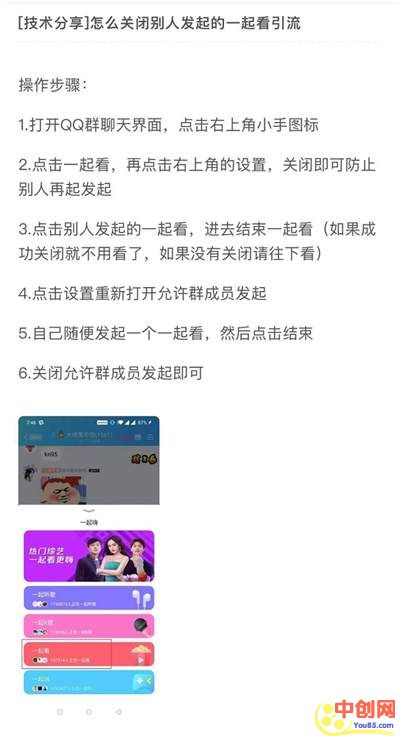 [技术分享]怎么关闭别人发起的一起看引流
操作步骤：
1.打开QQ群聊天界面，点击右上角小手图标
2.点击一起看，再点击右上角的设置，关闭即可防止
别人再起发起
3.点击别人发起的一起看，进去结束一起看（如果成
功关闭就不用看了，如果没有关闭请往下看）
4.点击设置重新打开允许群成员发起
5.自己随便发起一个一起看，然后点击结束
6.关闭允许群成员发起即可
7:46
67%
kn95
一起嗨
热门综艺
一起看更嗨
一起听歌
一起K歌
一起看
一起玩
中创网
You85.com